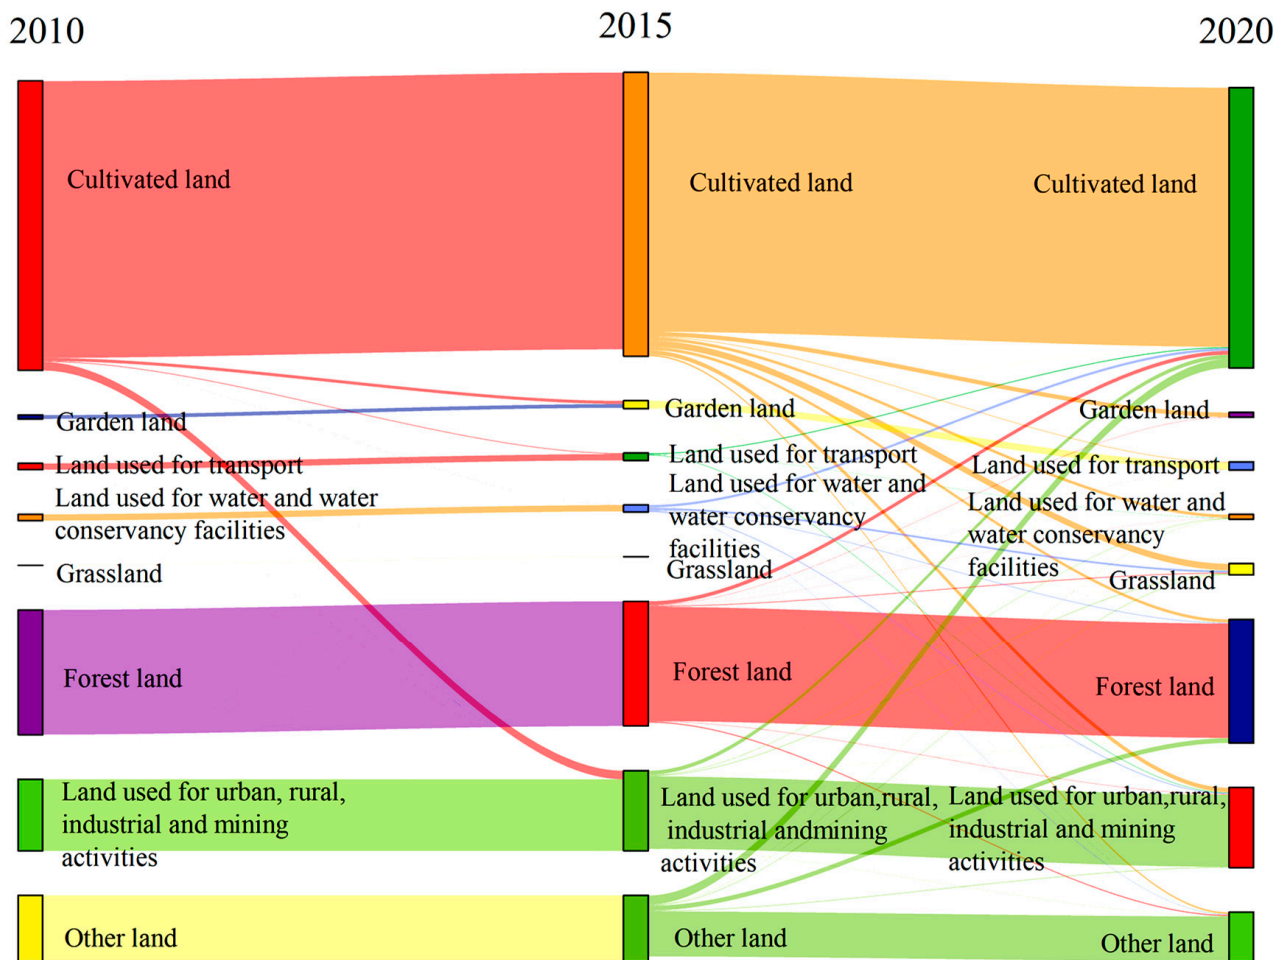 2010
2015
2020
Cultivated land
Cultivated land
Cultivated land
Garden land
Garden land
Garden land
Land used for transport
Land used for transport
Land used for transport
Land used for water and water
conservancy facilities
Land used for water and
water conservancy
facilities
Land used for water and
water conservancy
facilities
Grassland
Grassland
Grassland
Forest land
Forest land
Forest land
Land used for urban, rural,
industrial and mining
activities
Land used for urban,rural,
industrial andmining
activities
Land used for urban,rural,
industrial and mining
activities
Other land
Other land
Other land